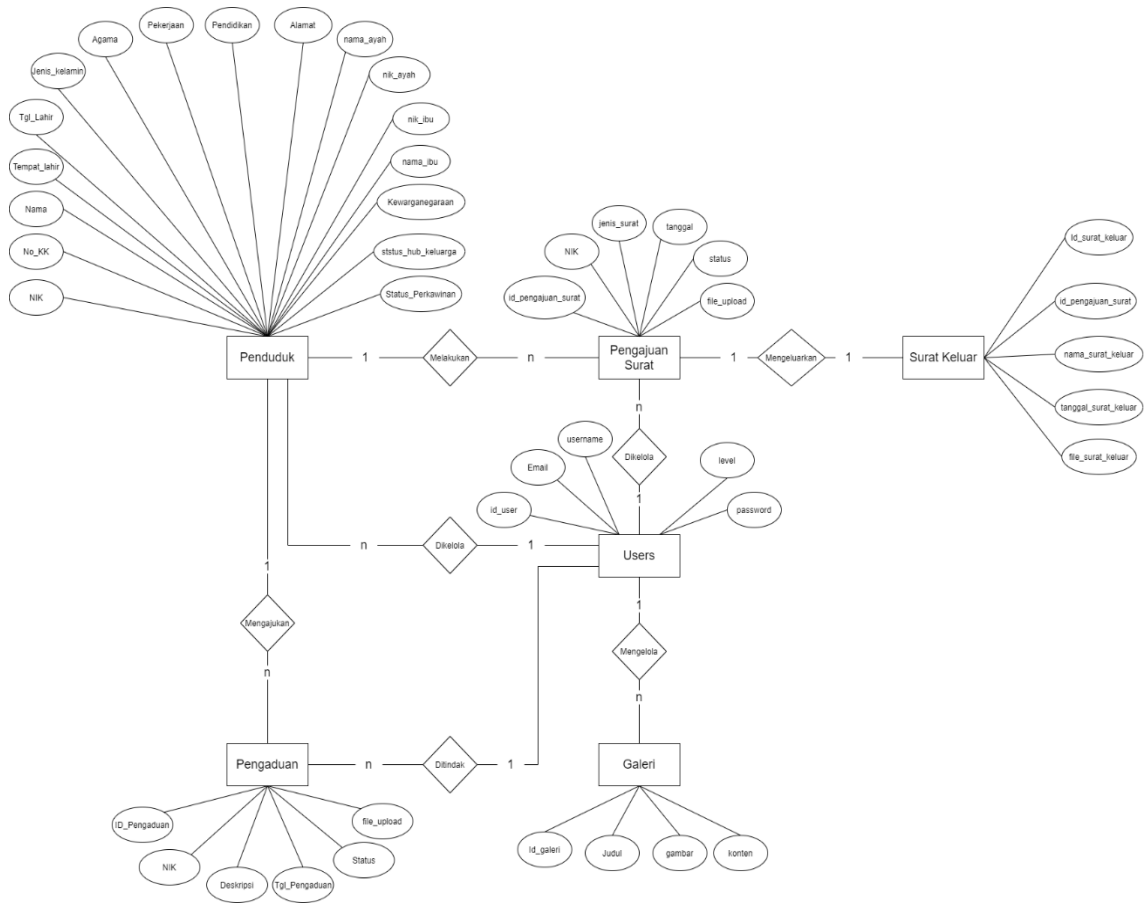 Pekerjaan
Pendidikan
Alamat
Agama
nama_ayah
Jenis_kelamin
nik_ayah
Tgl_Lahir
nik_ibu
Tempat_lahir
nama_ibu
Nama
Kewarganegaraan
No_KK
ststus_hub_keluarga
NIK
Status_Perkawinan
jenis_surat
tanggal
NIK
status
id_pengajuan_surat
file_upload
Id_surat_keluar
id_pengajuan_surat
nama_surat_keluar
tanggal_surat_keluar
file_surat_keluar
Penduduk
1
Melakukan
n
Pengajuan
Surat
1
Mengeluarkan
1
Surat Keluar
n
Dikelola
1
username
Email
level
id_user
password
n
Dikelola
1
Users
1
Mengajukan
n
1
Mengelola
n
Pengaduan
n
Ditindak
1
Galeri
ID_Pengaduan
file_upload
NIK
Status
Deskripsi
Tgl_Pengaduan
Id_galeri
Judul
gambar
konten